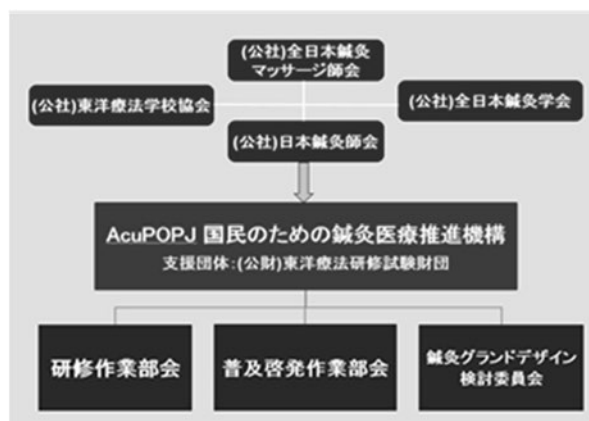 (公社)全日本鍼灸
マッサージ師会
(公社)東洋療法学校協会
(公社)全日本鍼灸学会
(公社)日本鍼灸師会
AcuPOPJ 国民のための鍼灸医療推進機構
支援団体:(公財)東洋療法研修試験財団
研修作業部会
普及啓発作業部会
鍼灸グランドデザイン
検討委員会